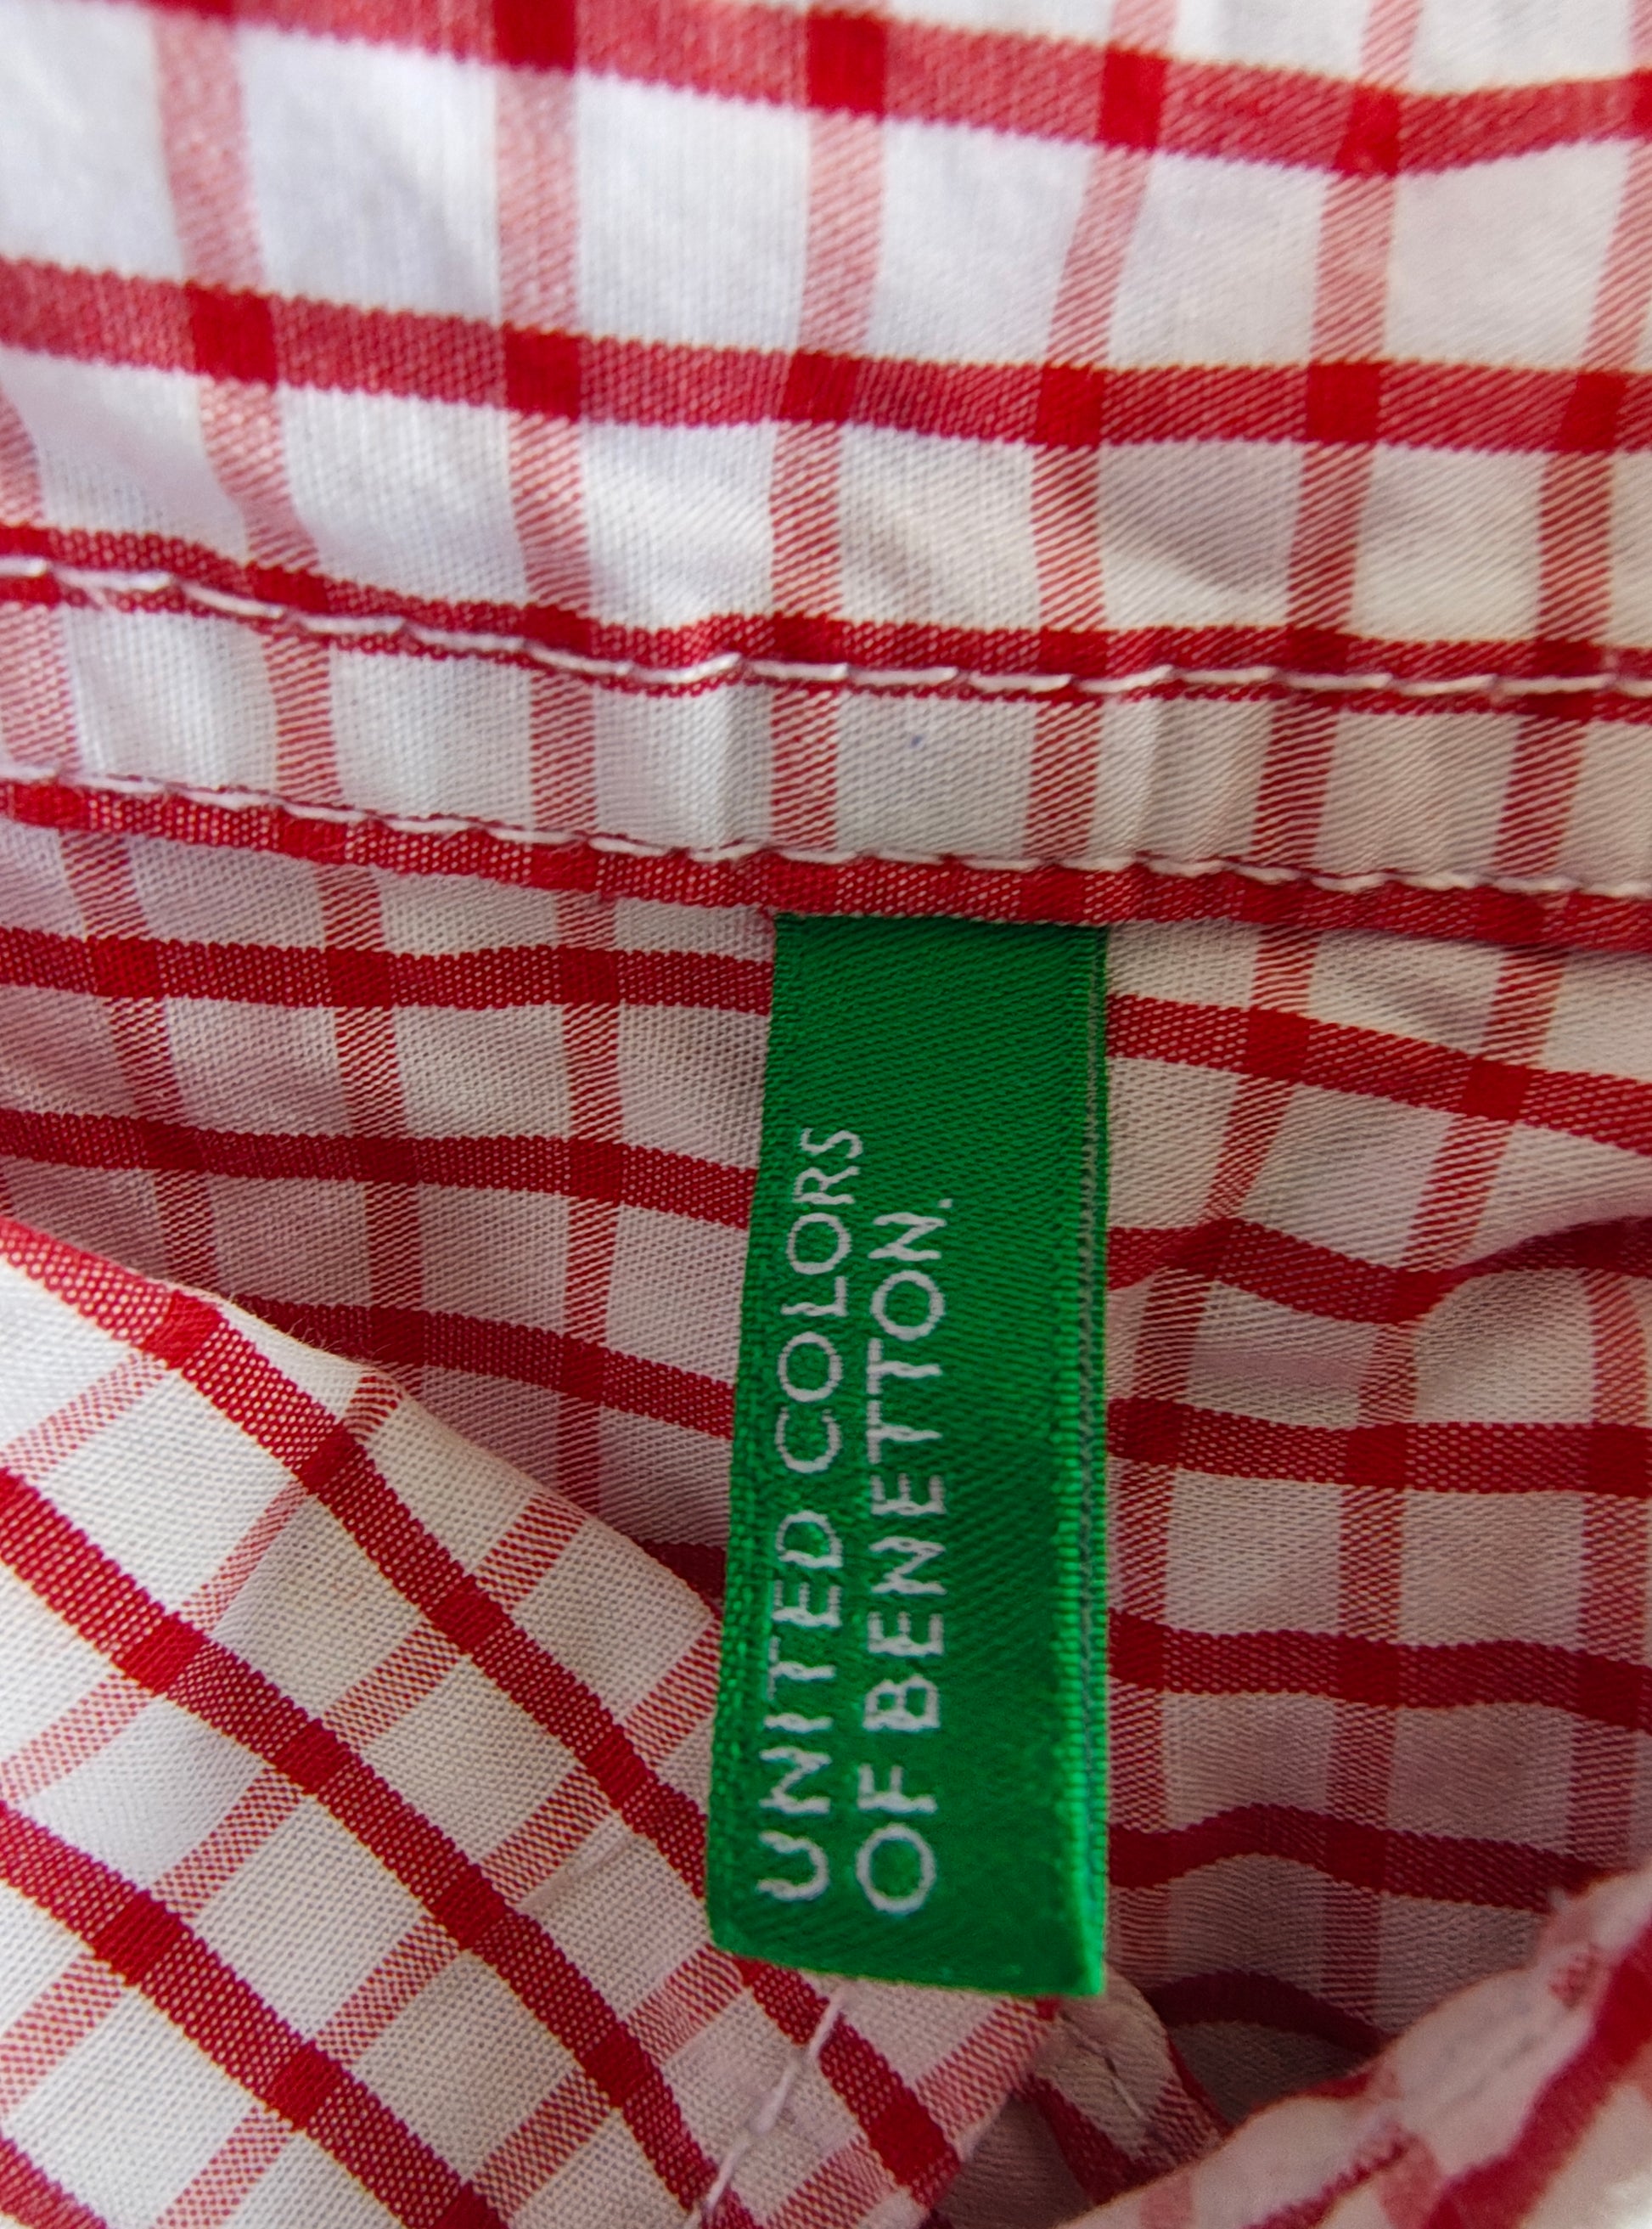 UNITED COLORS
OF BENETTON.